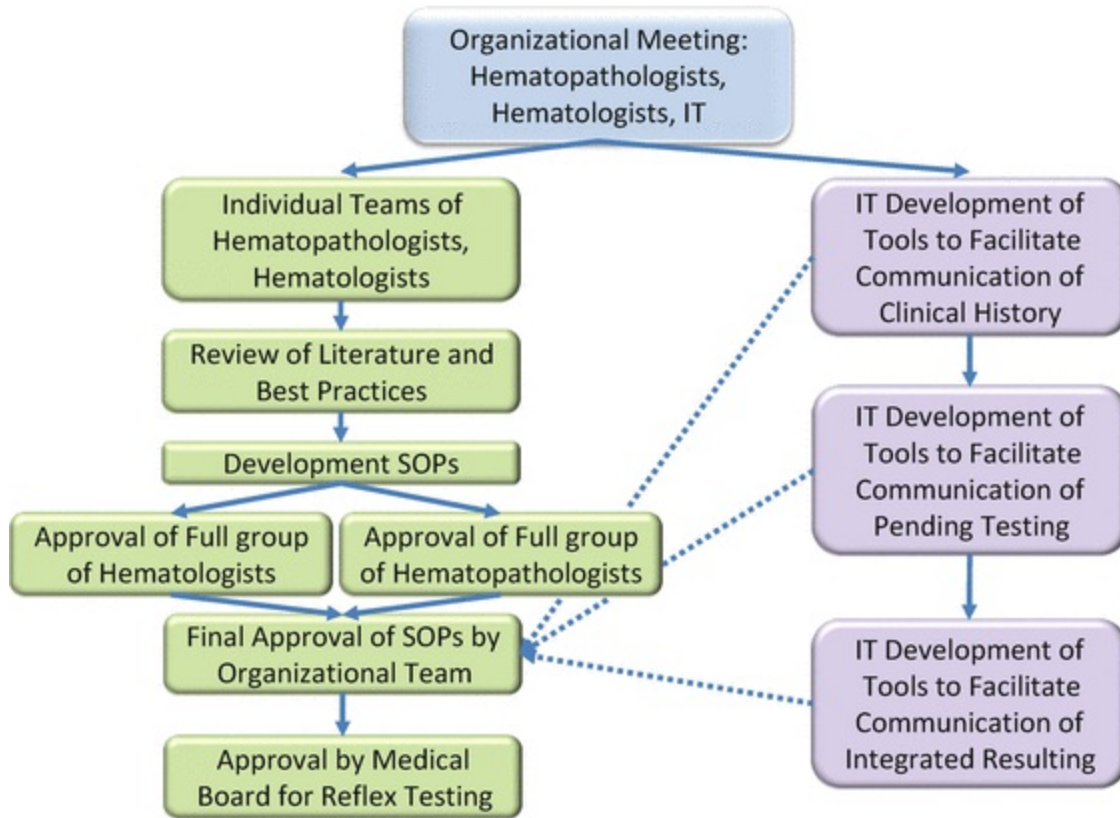 Organizational Meeting:
Hematopathologists,
Hematologists, IT
Individual Teams of
Hematopathologists,
Hematologists
Review of Literature and
Best Practices
Development SOPs
Approval of Full group
of Hematologists
Approval of Full group
of Hematopathologists
Final Approval of SOPs by
Organizational Team
Approval by Medical
Board for Reflex Testing
IT Development of
Tools to Facilitate
Communication of
Clinical History
IT Development of
Tools to Facilitate
Communication of
Pending Testing
IT Development of
Tools to Facilitate
Communication of
Integrated Resulting